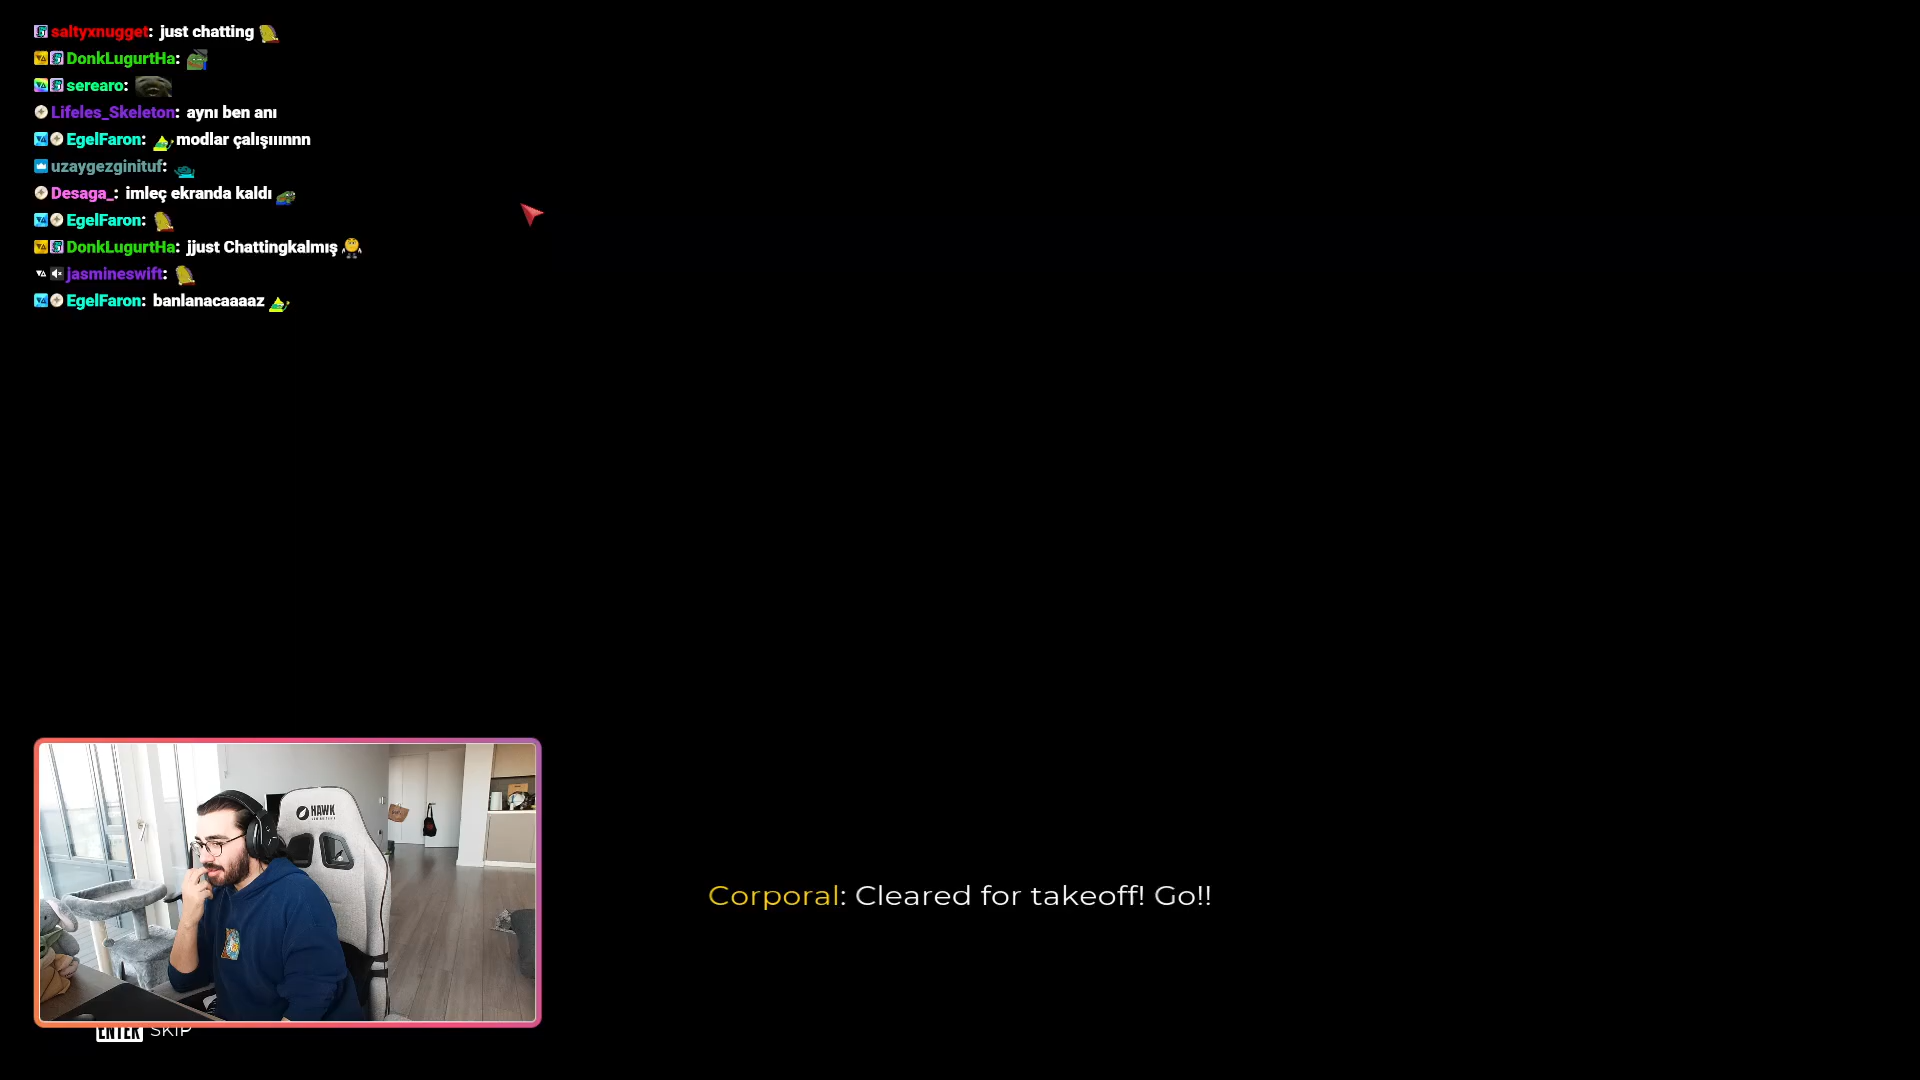 saltyxnugget: just chatting
DonkLugurtHa:
serearo:
Lifeles_Skeleton: aynı ben anı
EgelFaron: modlar çalışıınnn
uzaygezginituf:
Desaga_: imleç ekranda kaldı
EgelFaron:
DonkLugurtHa: jjust Chattingkalmış
jasmineswift:
EgelFaron: banlanacaaaaz
HAWK
Corporal: Cleared for takeoff! Go!!
ENTER SKIP